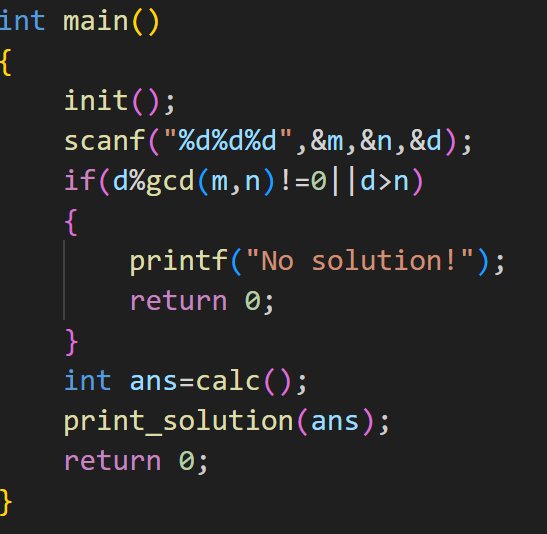 int main()
{
    init();
    scanf("%d%d%d",&m,&n,&d);
    if(d%gcd(m,n)!=0||d>n)
    {
        printf("No solution!");
        return 0;
    }
    int ans=calc();
    print_solution(ans);
    return 0;
}